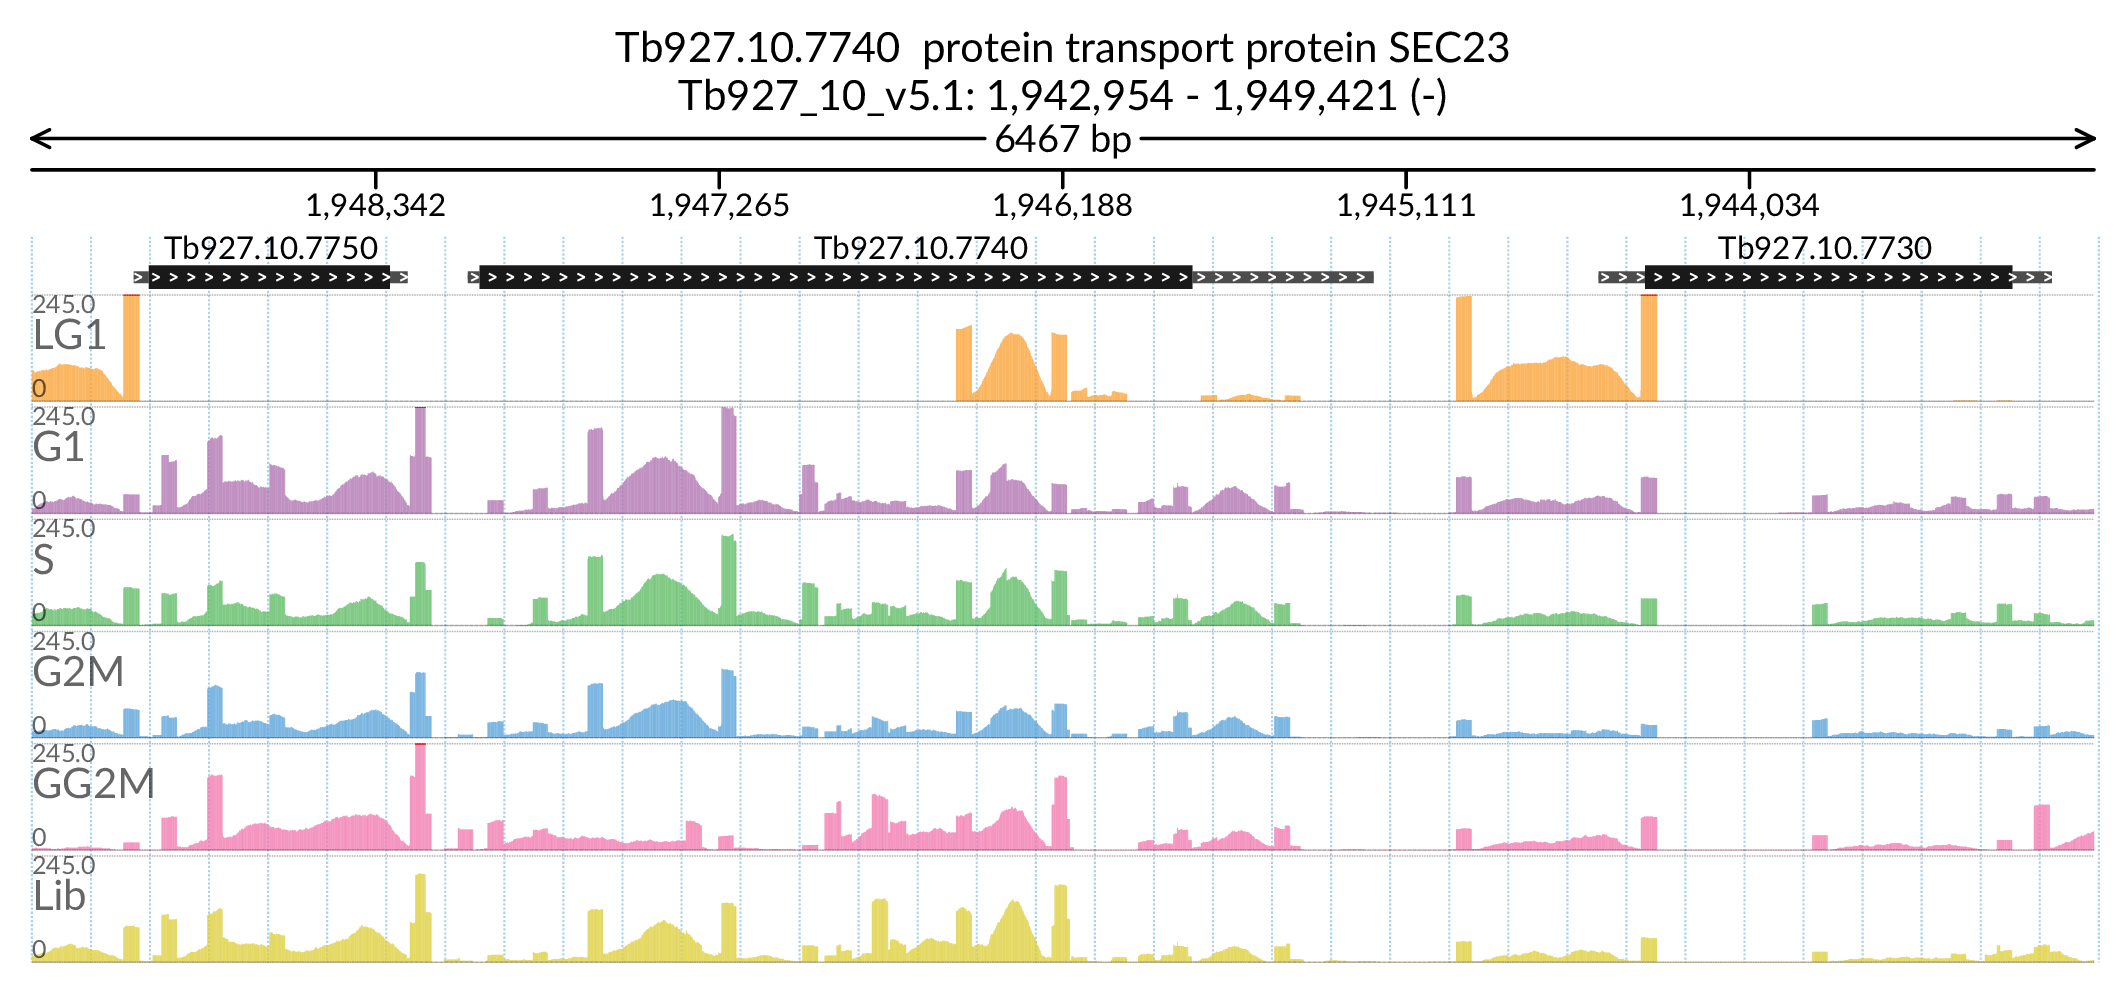 Tb927.10.7740  protein transport protein SEC23
Tb927_10_v5.1: 1,942,954 - 1,949,421 (-)
6467 bp
1,948,342 1,947,265 1,946,188 1,945,111 1,944,034
Tb927.10.7750 Tb927.10.7740 Tb927.10.7730
245.0
LG1
0
245.0
G1
0
245.0
S
0
245.0
G2M
0
245.0
GG2M
0
245.0
Lib
0